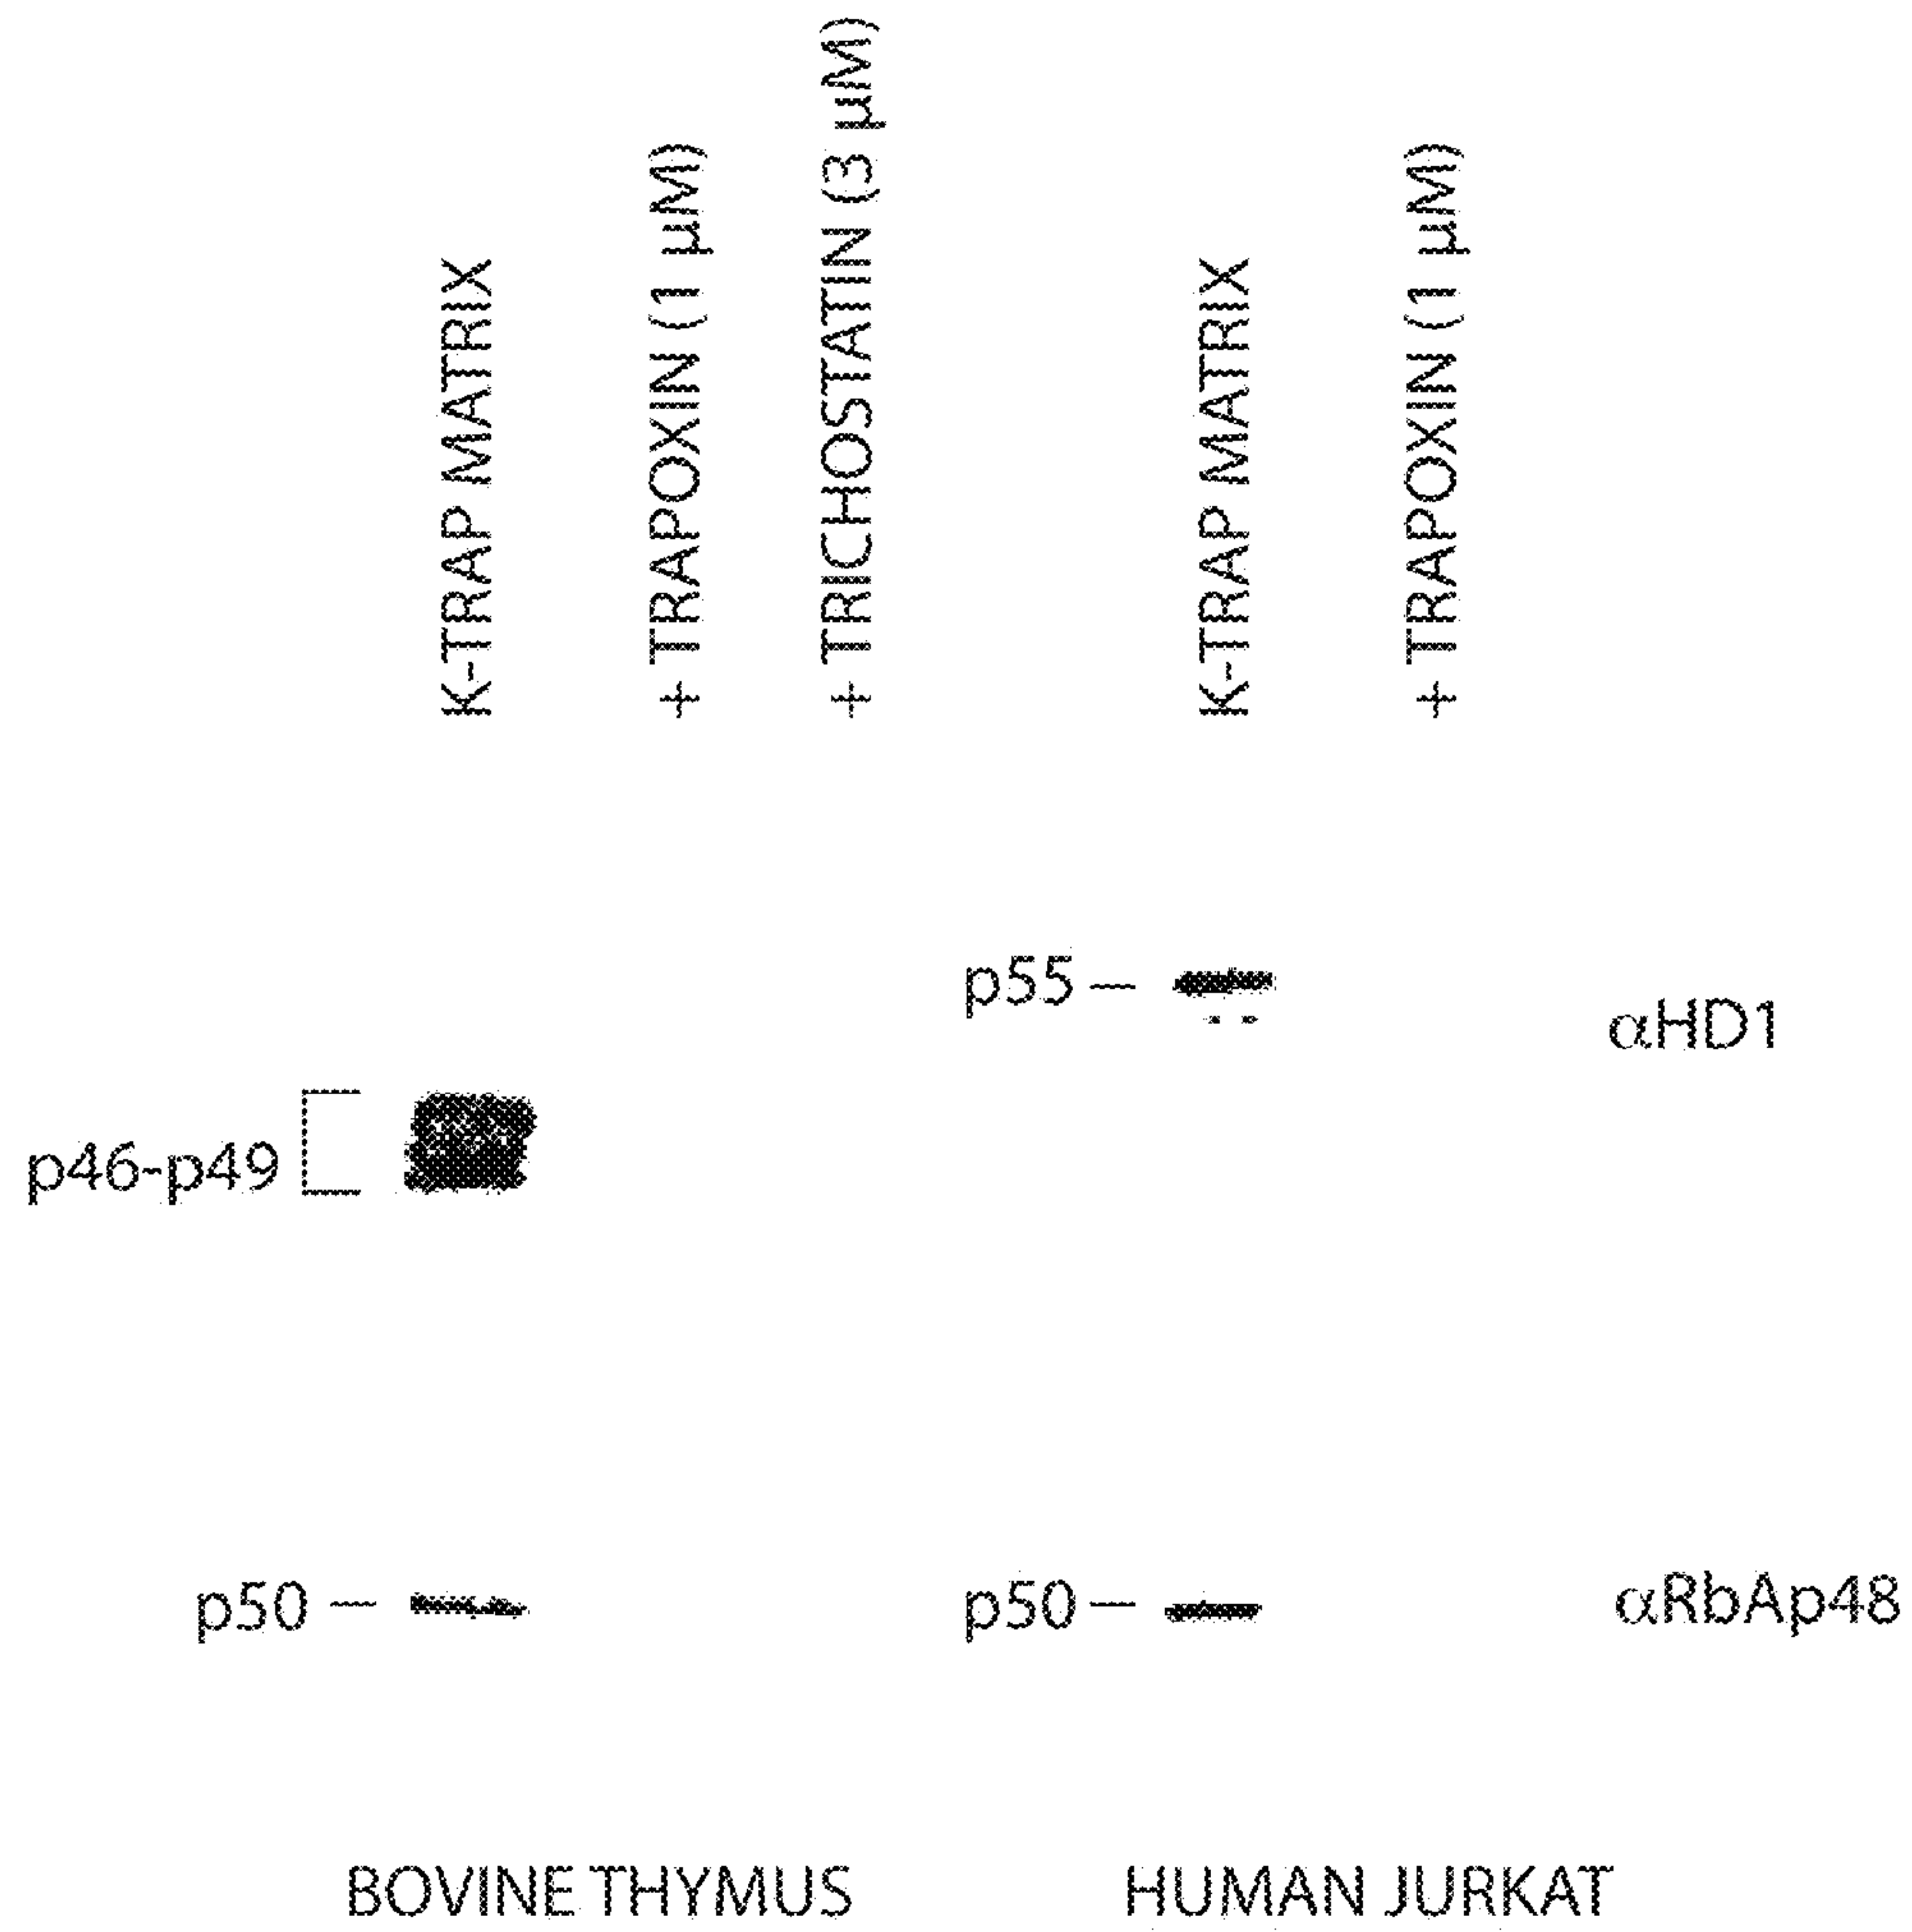 K-TRAP MATRIX
+ TRAPOXIN (1 µM)
+ TRICHOSTATIN (3 µM)
K-TRAP MATRIX
+ TRAPOXIN (1 µM)
p55
αHD1
p46-p49
p50
p50
αRbAp48
BOVINE THYMUS
HUMAN JURKAT